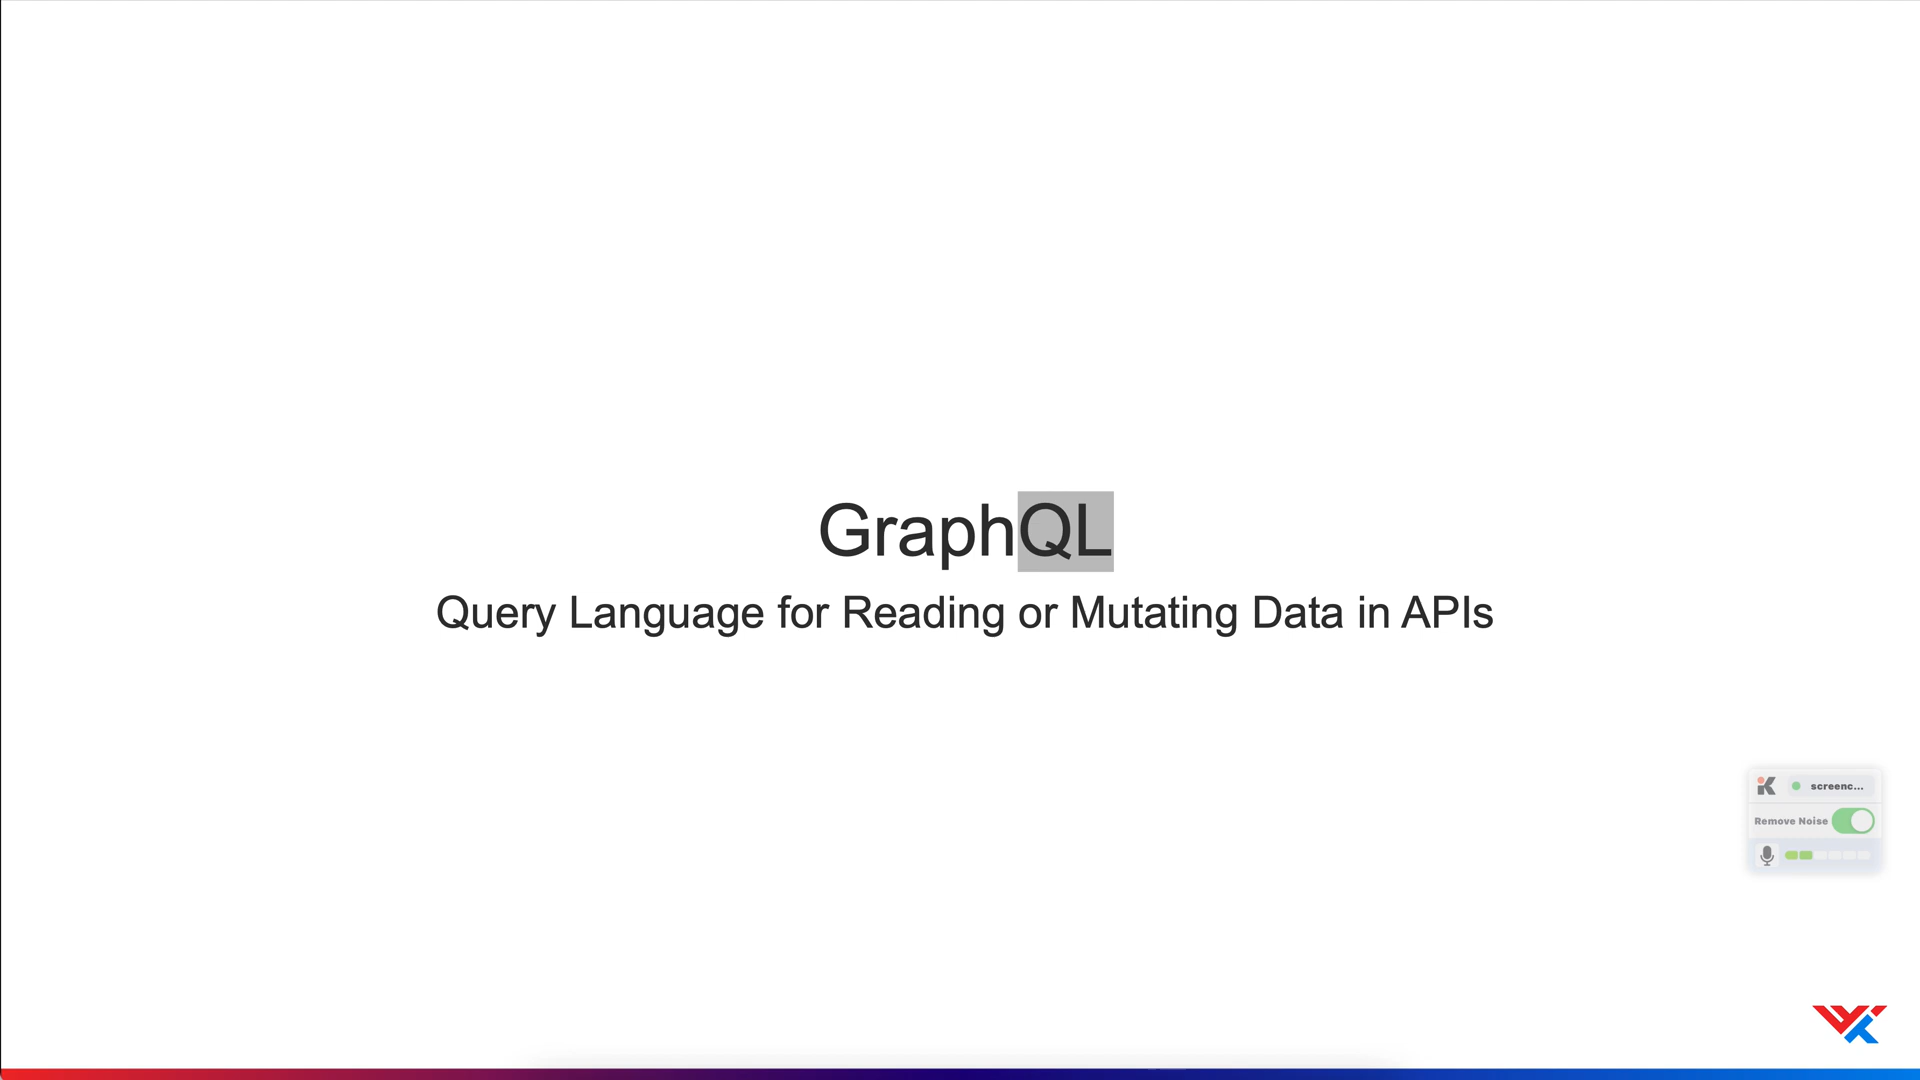 GraphQL
Query Language for Reading or Mutating Data in APIs
screenc...
Remove Noise